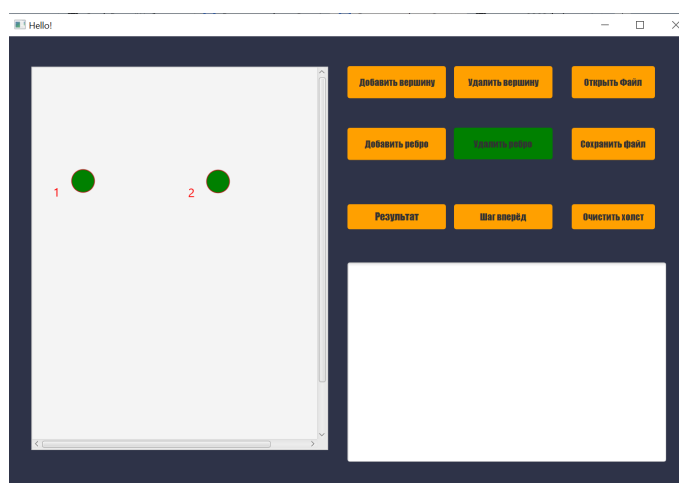 Hello!
Добавить вершину
Удалить вершину
Открыть Файл
Добавить ребро
Удалить ребро
Сохранить файл
1
2
Результат
Шаг вперёд
Очистить холст